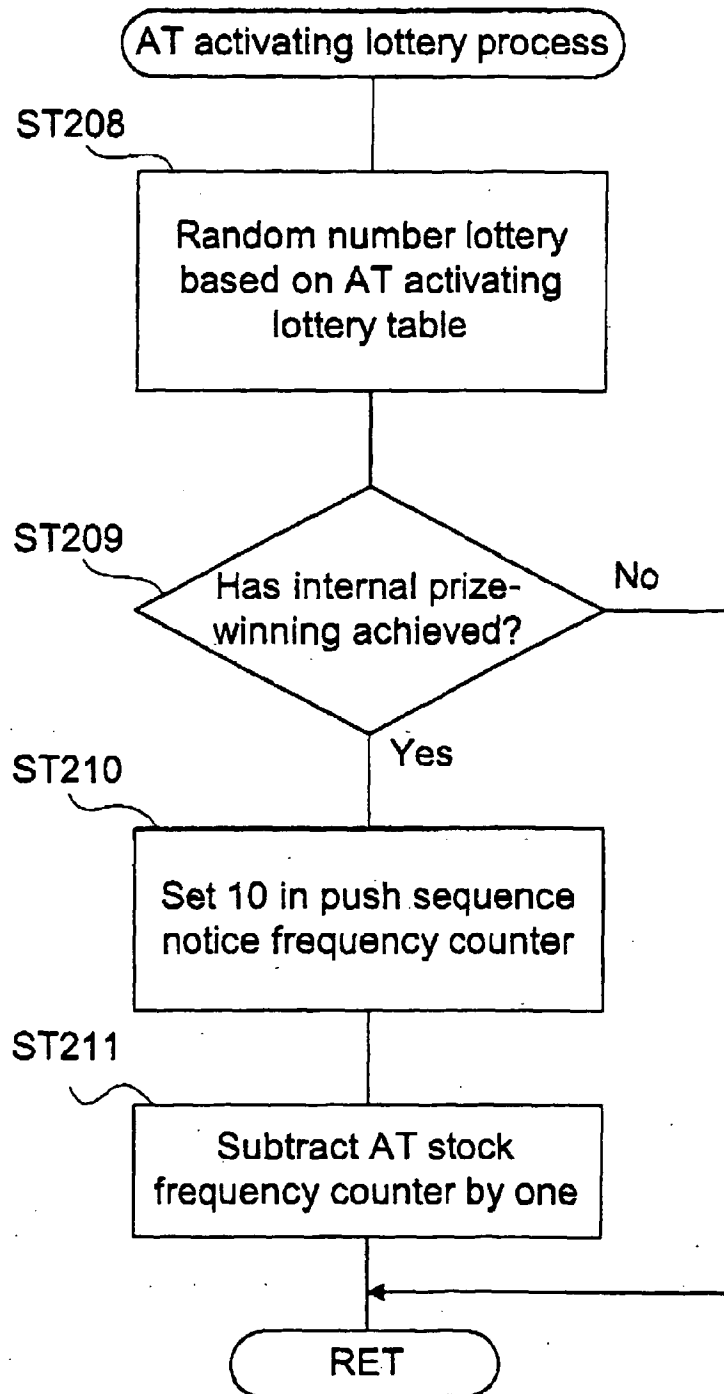 AT activating lottery process
ST208
Random number lottery
based on AT activating
lottery table
ST209
Has internal prize-
winning achieved?
No
Yes
ST210
Set 10 in push sequence
notice frequency counter
ST211
Subtract AT stock
frequency counter by one
RET